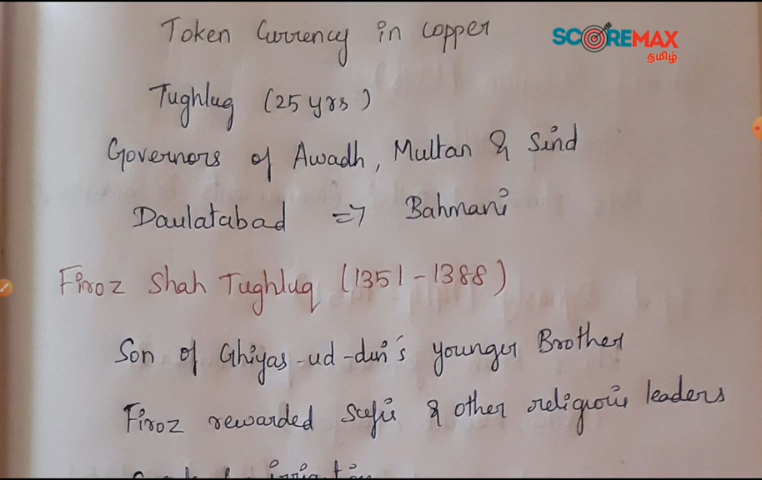 Token Currency in copper
SCOREMAX
தமிழ்
Tughluq (25 yrs)
Governors of Awadh, Multan & Sind
Daulatabad => Bahmani
Firoz Shah Tughluq (1351 - 1388)
Son of Ghiyas-ud-din's younger Brother
Firoz rewarded Sufi & other religious leaders